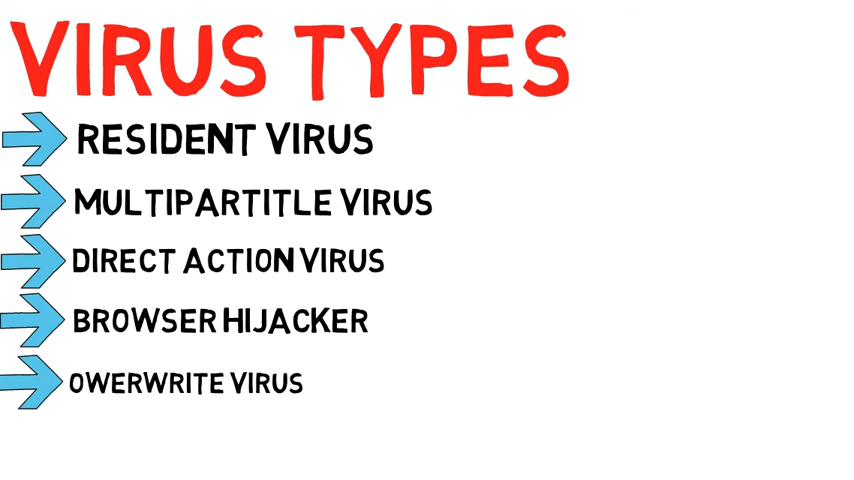 VIRUS TYPES
RESIDENT VIRUS
MULTIPARTITLE VIRUS
DIRECT ACTION VIRUS
BROWSER HIJACKER
OWERWRITE VIRUS